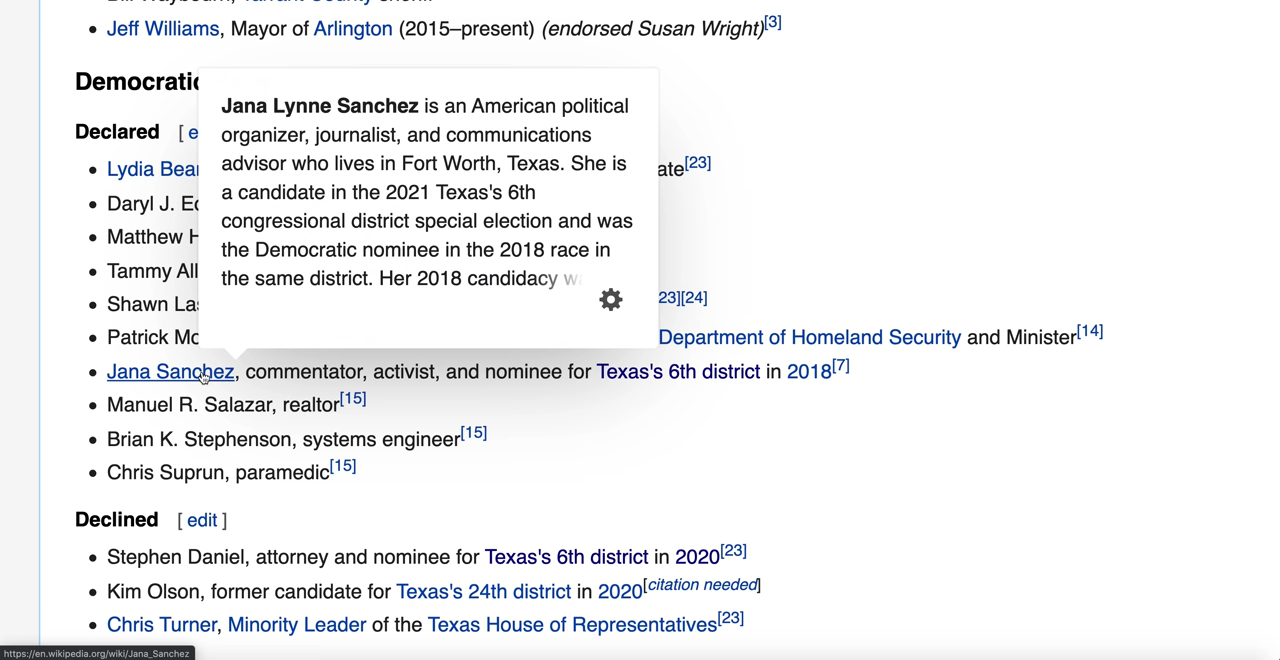 Jeff Williams, Mayor of Arlington (2015–present) (endorsed Susan Wright)[3]
Democratic
Jana Lynne Sanchez is an American political
organizer, journalist, and communications
advisor who lives in Fort Worth, Texas. She is
a candidate in the 2021 Texas's 6th
congressional district special election and was
the Democratic nominee in the 2018 race in
the same district. Her 2018 candidacy
Declared [ e
Lydia Bea
ate[23]
Daryl J.
Matthew H
Tammy All
Shawn Las
23][24]
Patrick Mc
Department of Homeland Security and Minister[14]
Jana Sanchez, commentator, activist, and nominee for Texas's 6th district in 2018[7]
Manuel R. Salazar, realtor[15]
Brian K. Stephenson, systems engineer[15]
Chris Suprun, paramedic[15]
Declined [ edit ]
Stephen Daniel, attorney and nominee for Texas's 6th district in 2020[23]
Kim Olson, former candidate for Texas's 24th district in 2020[citation needed]
Chris Turner, Minority Leader of the Texas House of Representatives[23]
https://en.wikipedia.org/wiki/Jana_Sanchez